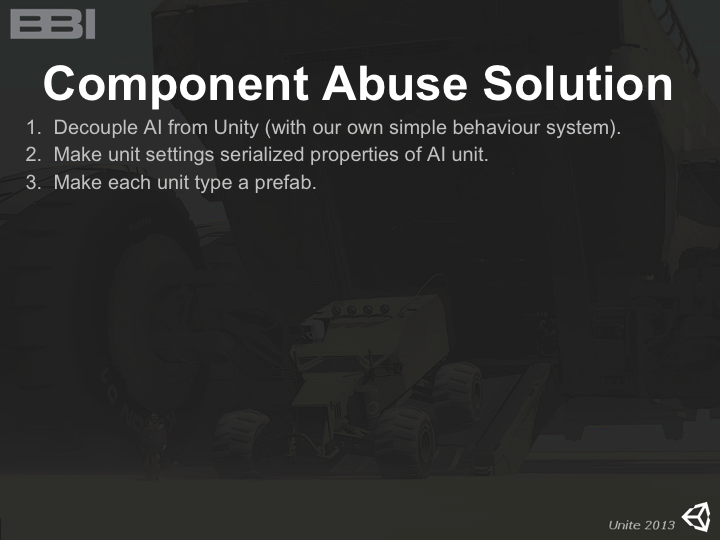 BBI
Component Abuse Solution
1. Decouple AI from Unity (with our own simple behaviour system).
2. Make unit settings serialized properties of AI unit.
3. Make each unit type a prefab.
Unite 2013